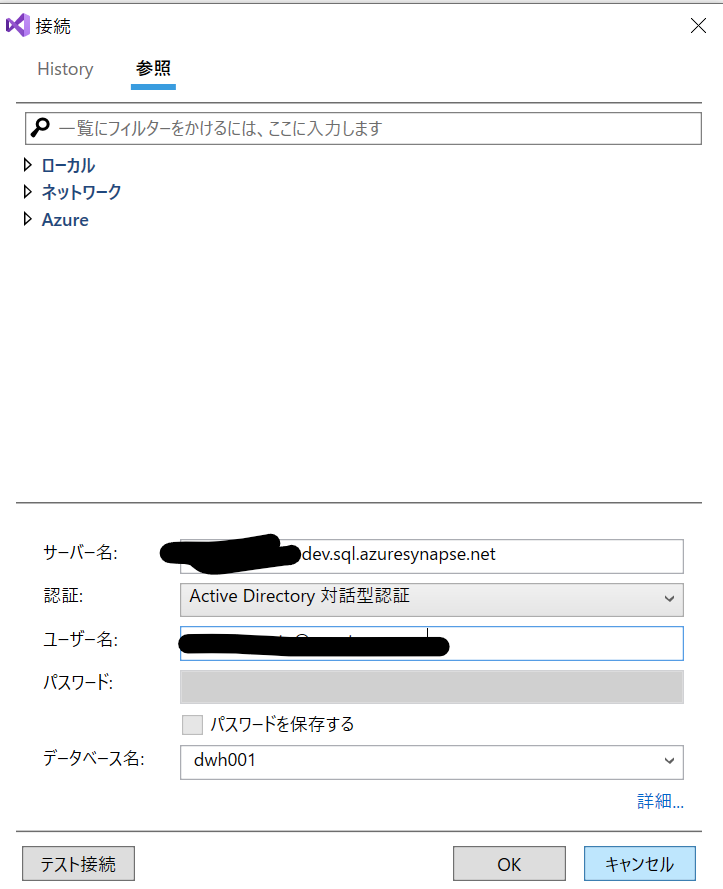 接続
History 参照
一覧にフィルターをかけるには、ここに入力します
ローカル
ネットワーク
Azure
サーバー名: dev.sql.azuresynapse.net
認証: Active Directory 対話型認証
ユーザー名:
パスワード:
パスワードを保存する
データベース名: dwh001
詳細...
テスト接続 OK キャンセル